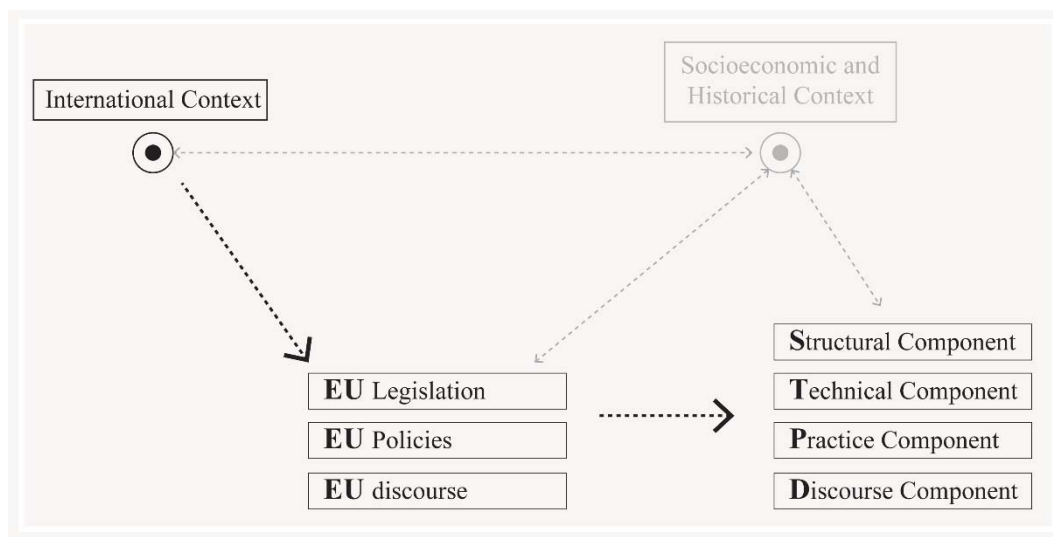 International Context
Socioeconomic and
Historical Context
EU Legislation
EU Policies
EU discourse
Structural Component
Technical Component
Practice Component
Discourse Component